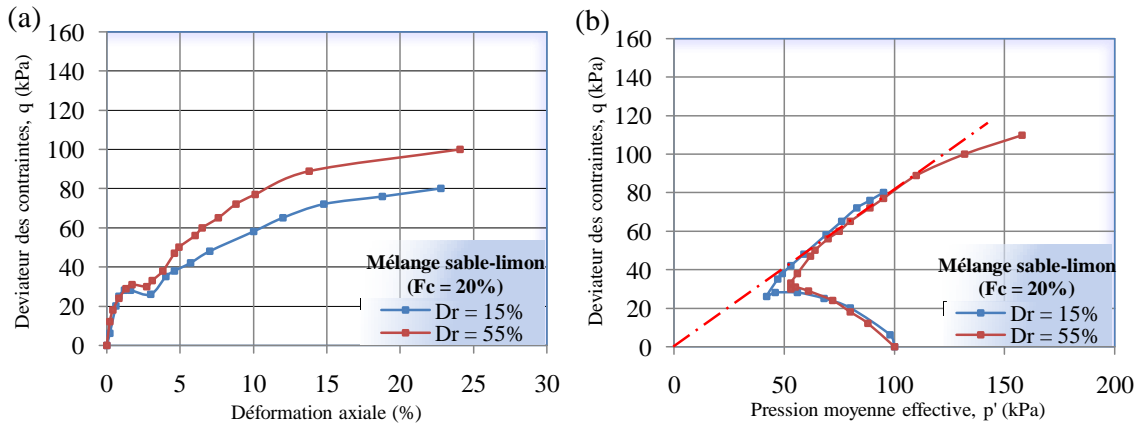 (a)
160
140
120
100
80
60
40
20
0
Deviateur des contraintes, q (kPa)
0 5 10 15 20 25 30
Déformation axiale (%)
Mélange sable-limon
(Fc = 20%)
Dr = 15%
Dr = 55%
(b)
160
140
120
100
80
60
40
20
0
Deviateur des contraintes, q (kPa)
0 50 100 150 200
Pression moyenne effective, p' (kPa)
Mélange sable-limon
(Fc = 20%)
Dr = 15%
Dr = 55%